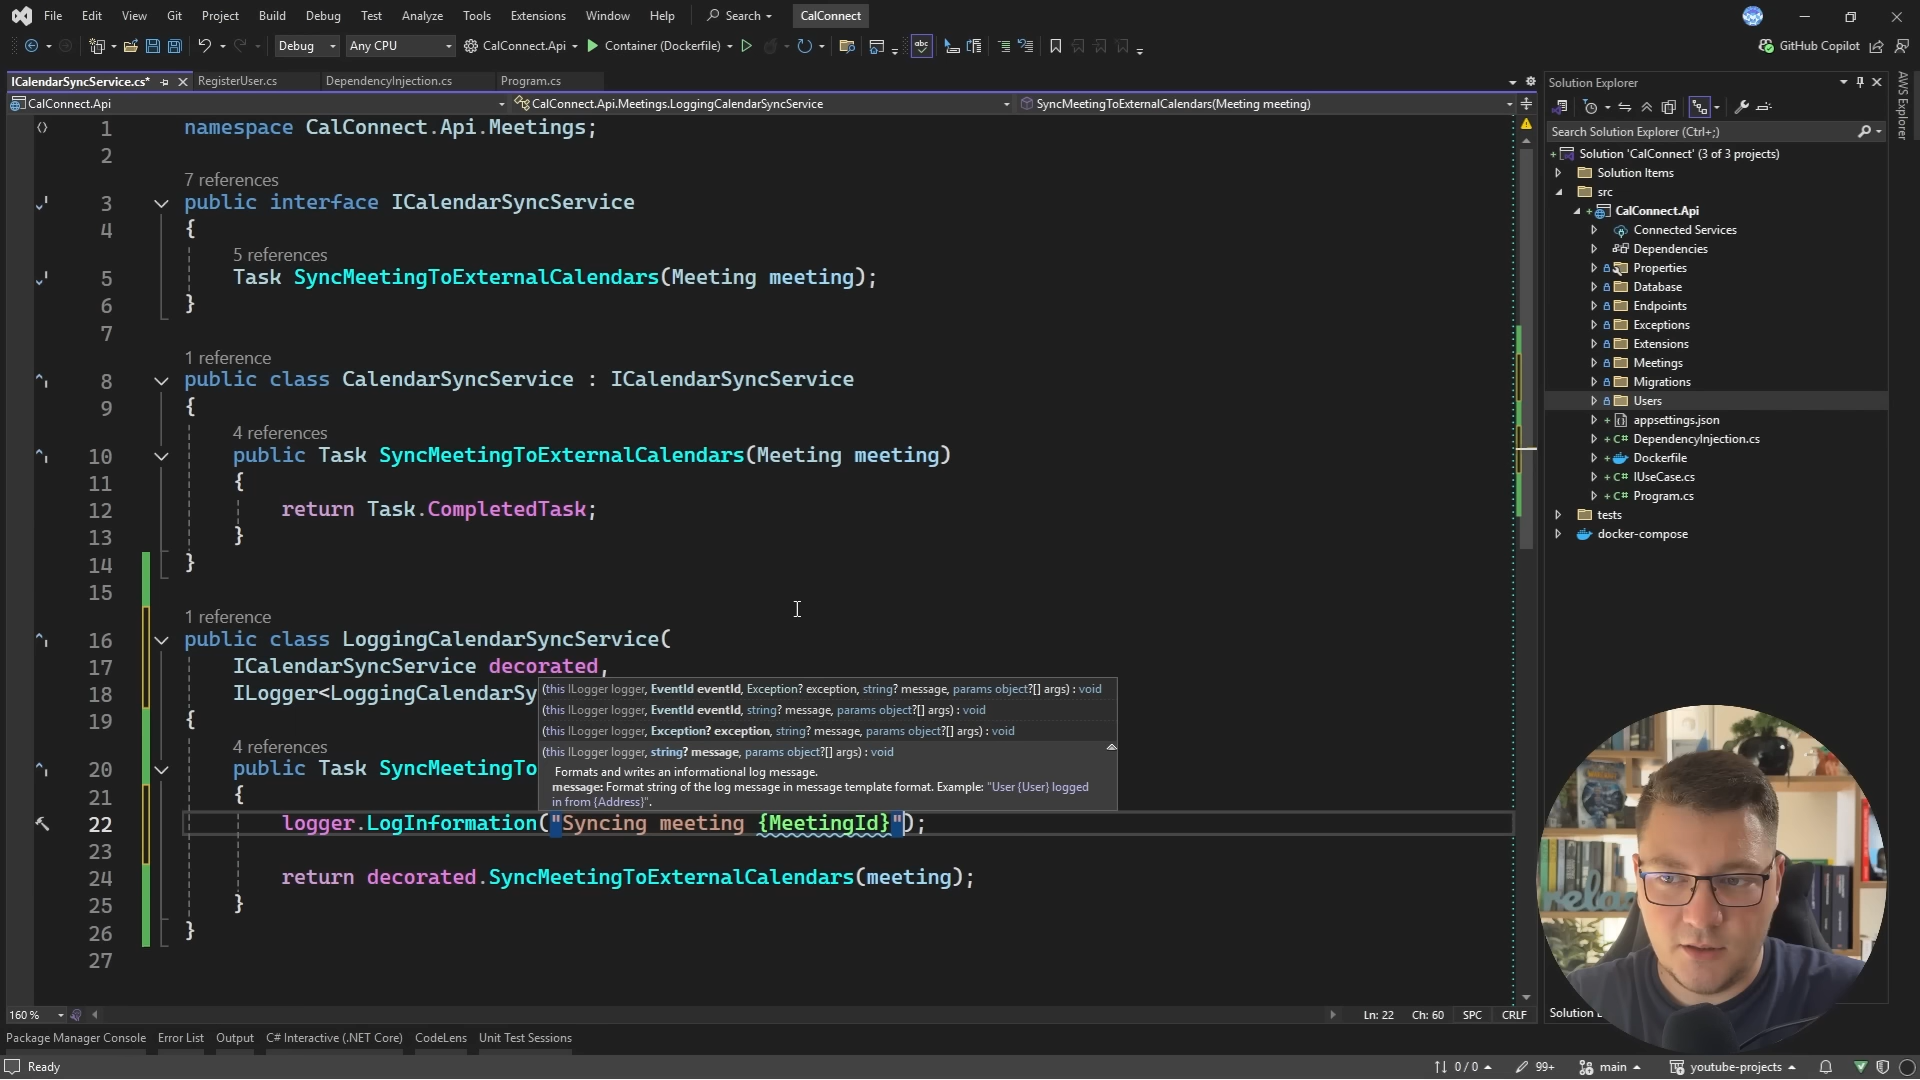 File Edit View Git Project Build Debug Test Analyze Tools Extensions Window Help Search CalConnect
Debug Any CPU CalConnect.Api Container (Dockerfile) abc GitHub Copilot
ICalendarSyncService.cs* RegisterUser.cs DependencyInjection.cs Program.cs
CalConnect.Api CalConnect.Api.Meetings.LoggingCalendarSyncService SyncMeetingToExternalCalendars(Meeting meeting)
1 namespace CalConnect.Api.Meetings;
2
7 references
3 public interface ICalendarSyncService
4 {
5 references
5 Task SyncMeetingToExternalCalendars(Meeting meeting);
6 }
7
1 reference
8 public class CalendarSyncService : ICalendarSyncService
9 {
4 references
10 public Task SyncMeetingToExternalCalendars(Meeting meeting)
11 {
12 return Task.CompletedTask;
13 }
14 }
15
1 reference
16 public class LoggingCalendarSyncService(
17 ICalendarSyncService decorated,
18 ILogger<LoggingCalendarSy
19 {
4 references
20 public Task SyncMeetingTo
21 {
22 logger.LogInformation("Syncing meeting {MeetingId}");
23
24 return decorated.SyncMeetingToExternalCalendars(meeting);
25 }
26 }
27
(this ILogger logger, EventId eventId, Exception? exception, string? message, params object?[] args) : void
(this ILogger logger, EventId eventId, string? message, params object?[] args) : void
(this ILogger logger, Exception? exception, string? message, params object?[] args) : void
(this ILogger logger, string? message, params object?[] args) : void
Formats and writes an informational log message.
message: Format string of the log message in message template format. Example: "User {User} logged
in from {Address}".
Solution Explorer
Search Solution Explorer (Ctrl+;)
Solution 'CalConnect' (3 of 3 projects)
Solution Items
src
CalConnect.Api
Connected Services
Dependencies
Properties
Database
Endpoints
Exceptions
Extensions
Meetings
Migrations
Users
appsettings.json
DependencyInjection.cs
Dockerfile
IUseCase.cs
Program.cs
tests
docker-compose
AWS Explorer
relax
160 % Ln: 22 Ch: 60 SPC CRLF
Package Manager Console Error List Output C# Interactive (.NET Core) CodeLens Unit Test Sessions
Ready 0 / 0 99+ main youtube-projects